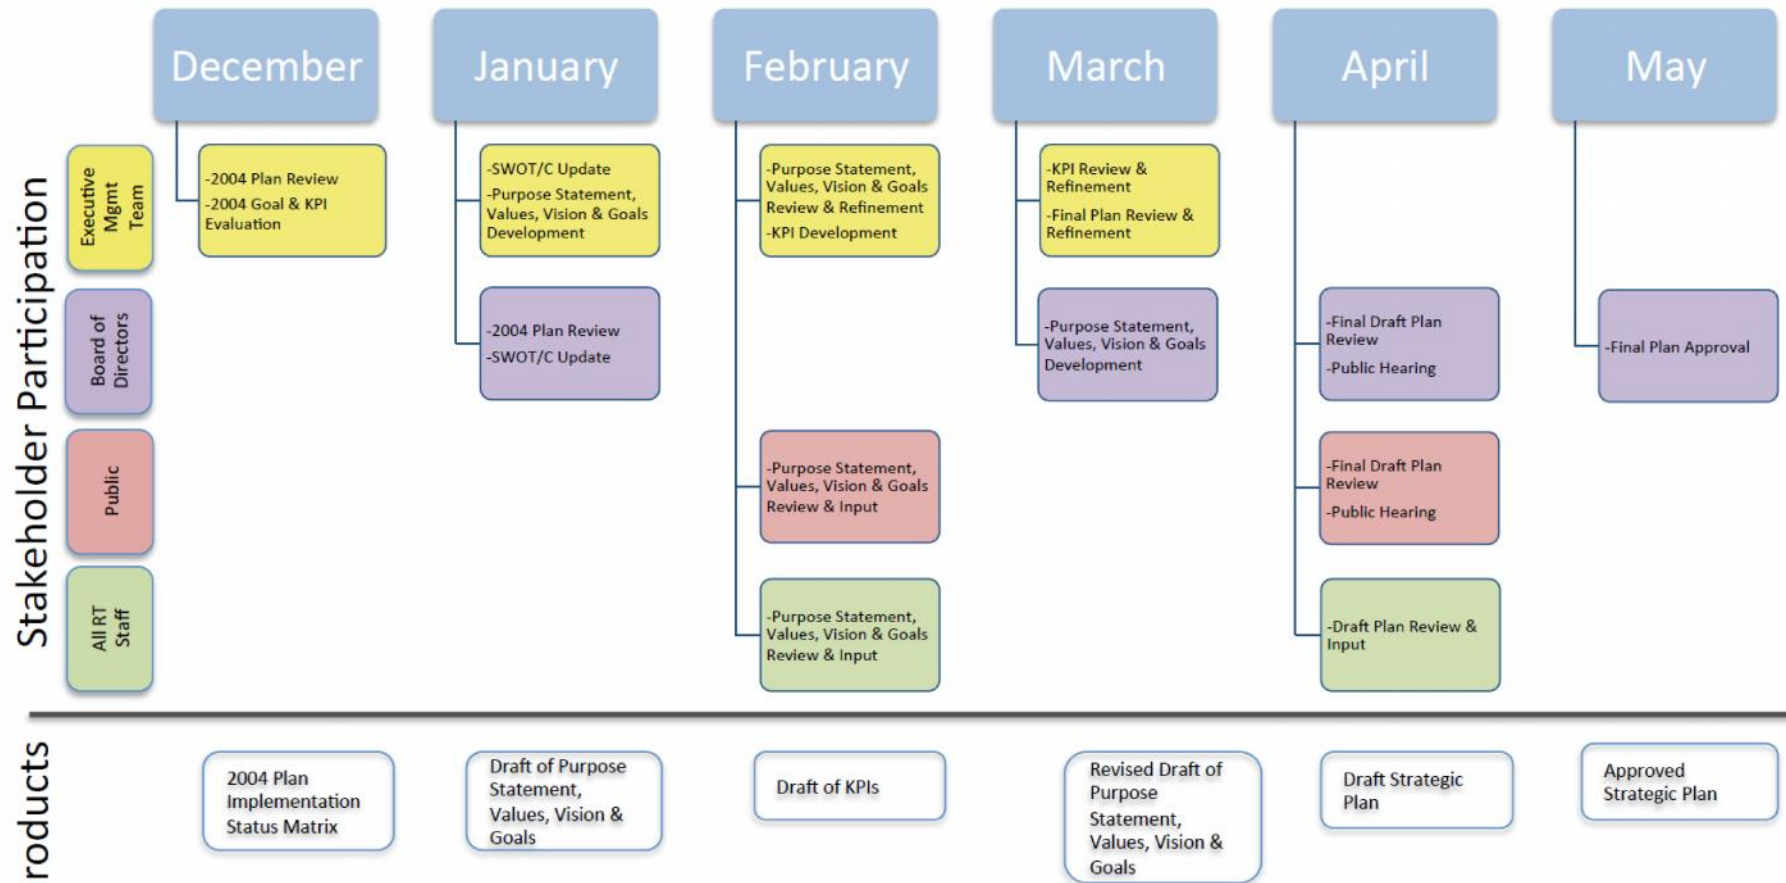 December
January
February
March
April
May
Stakeholder Participation
Executive
Mgmt
Team
-2004 Plan Review
-2004 Goal & KPI
Evaluation
-SWOT/C Update
-Purpose Statement,
Values, Vision & Goals
Development
-Purpose Statement,
Values, Vision & Goals
Review & Refinement
-KPI Development
-KPI Review &
Refinement
-Final Plan Review &
Refinement
Board of
Directors
-2004 Plan Review
-SWOT/C Update
-Purpose Statement,
Values, Vision & Goals
Development
-Final Draft Plan
Review
-Public Hearing
-Final Plan Approval
Public
-Purpose Statement,
Values, Vision & Goals
Review & Input
-Final Draft Plan
Review
-Public Hearing
All RT
Staff
-Purpose Statement,
Values, Vision & Goals
Review & Input
-Draft Plan Review &
Input
roducts
2004 Plan
Implementation
Status Matrix
Draft of Purpose
Statement,
Values, Vision &
Goals
Draft of KPIs
Revised Draft of
Purpose
Statement,
Values, Vision &
Goals
Draft Strategic
Plan
Approved
Strategic Plan